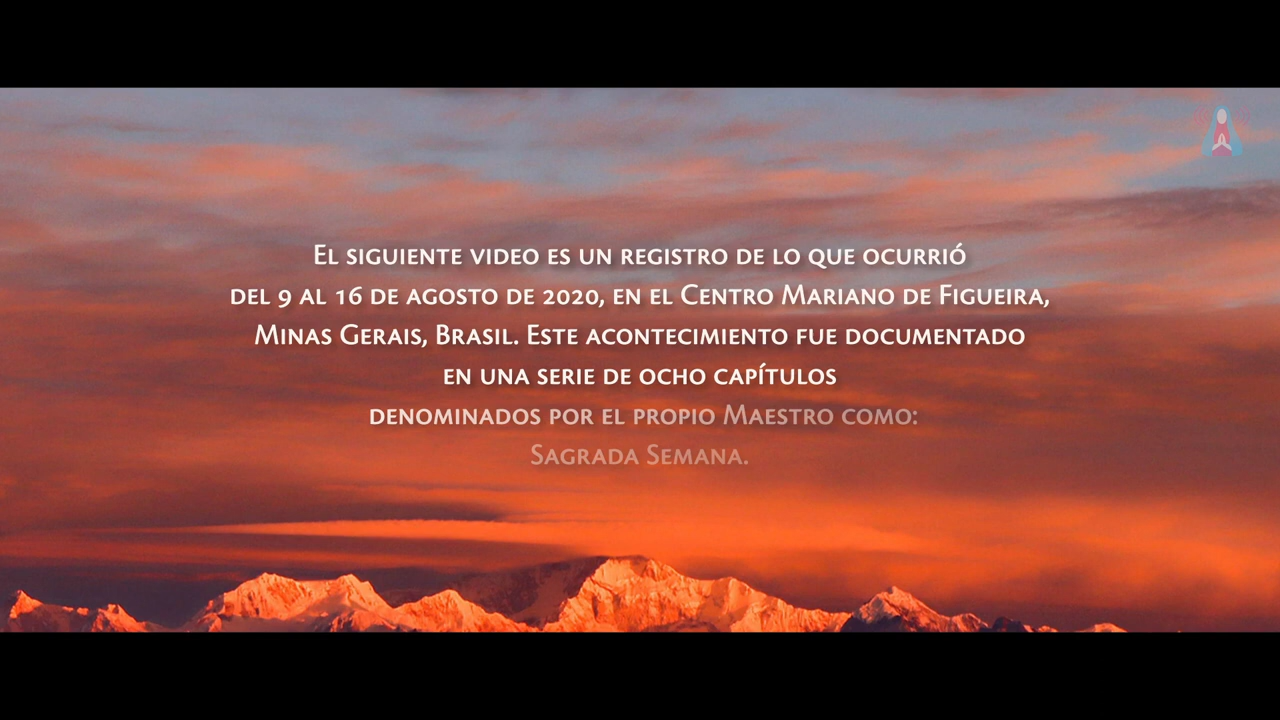 El siguiente video es un registro de lo que ocurrió
del 9 al 16 de agosto de 2020, en el Centro Mariano de Figueira,
Minas Gerais, Brasil. Este acontecimiento fue documentado
en una serie de ocho capítulos
denominados por el propio Maestro como:
Sagrada Semana.